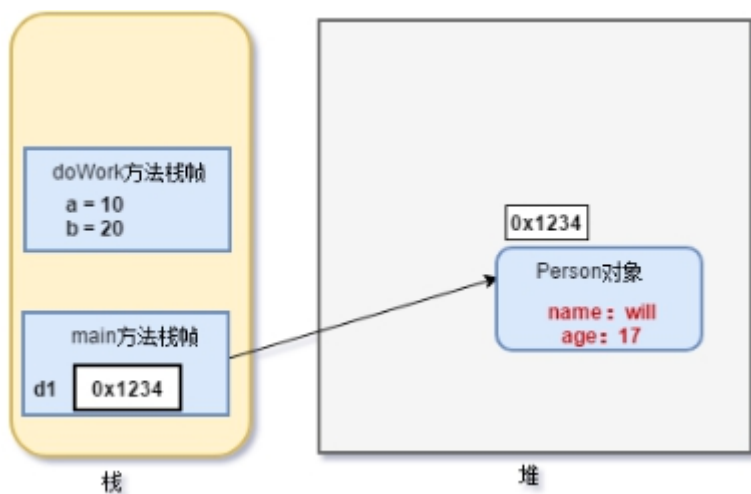 doWork方法栈帧
a = 10
b = 20
main方法栈帧
d1 0x1234
栈
0x1234
Person对象
name：will
age：17
堆